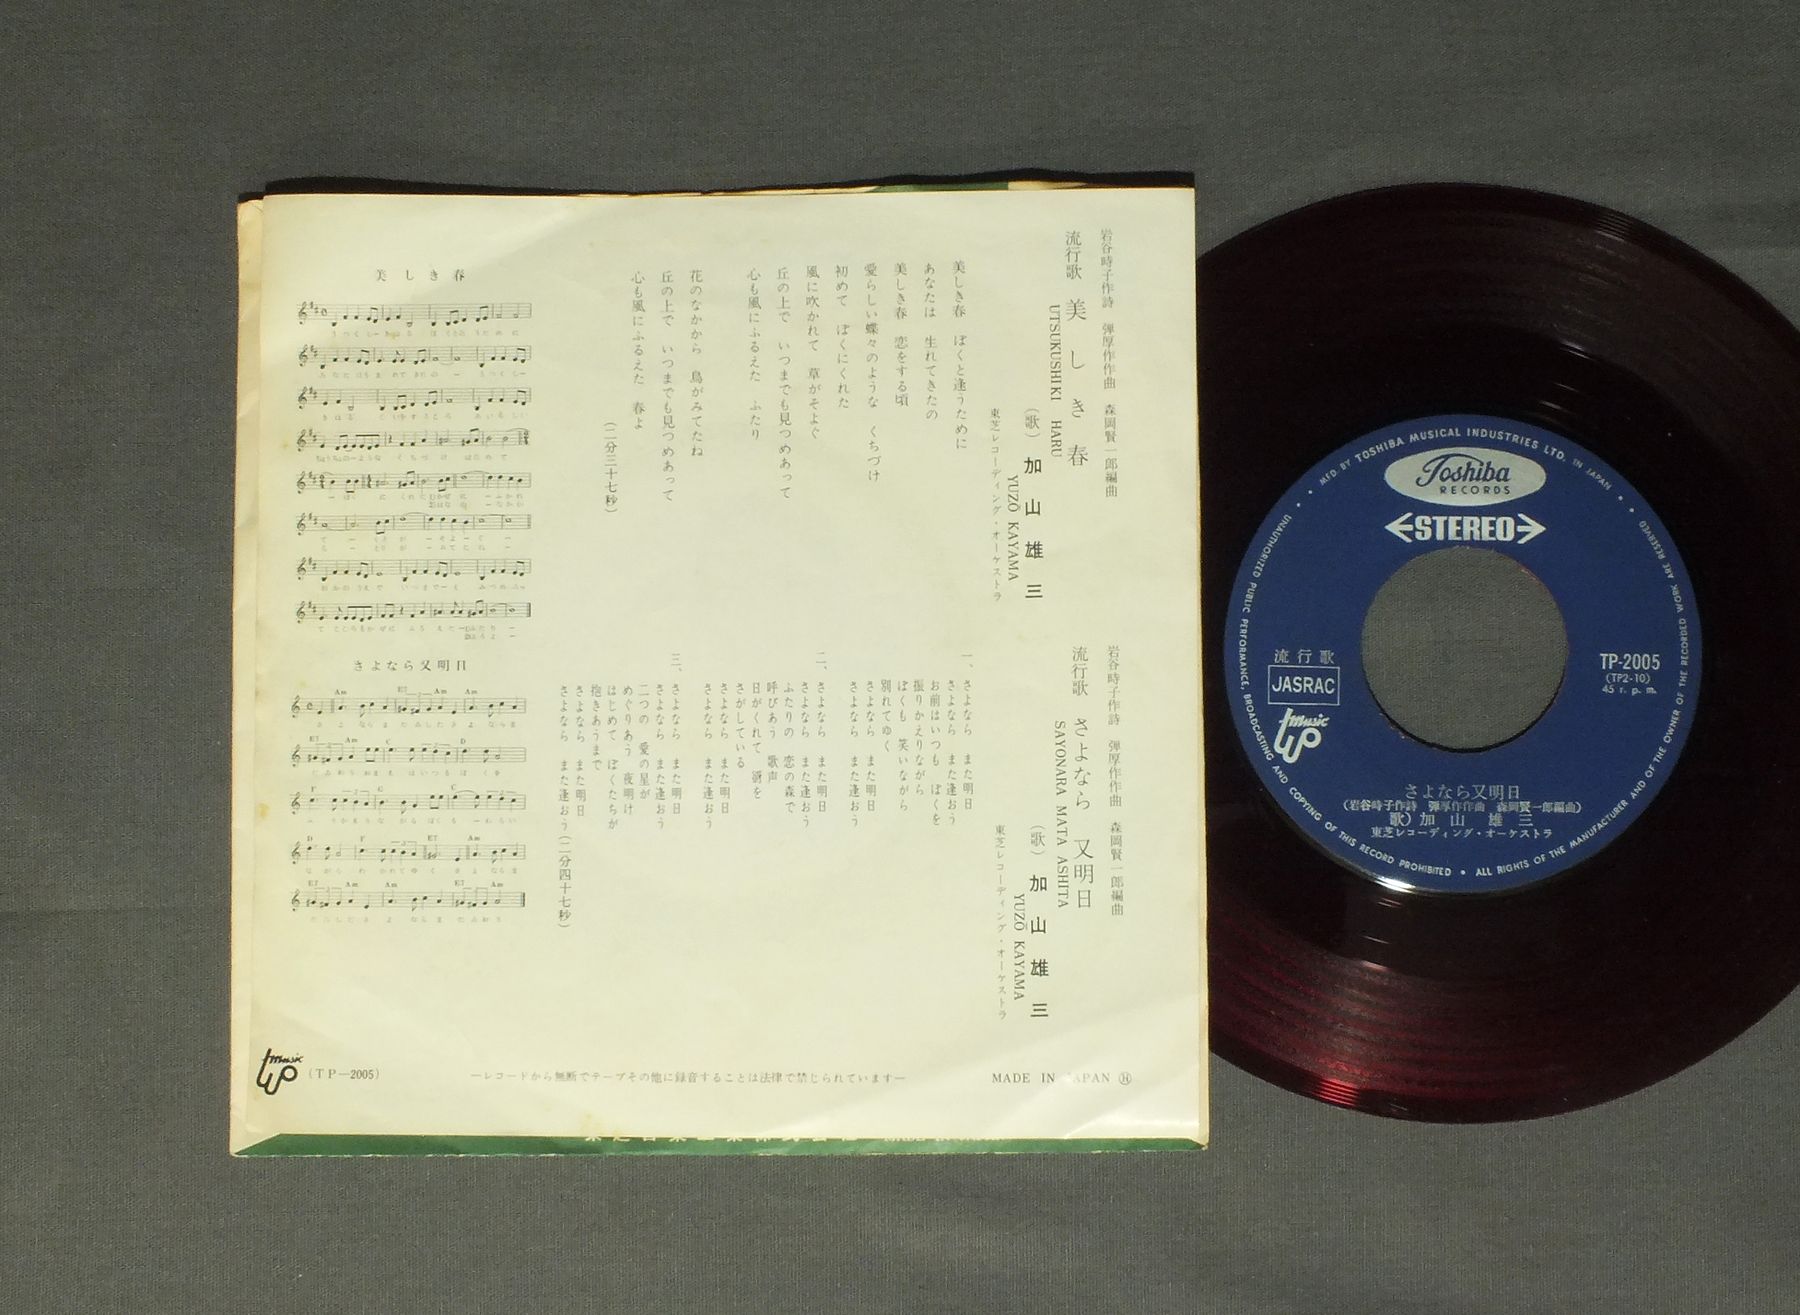 岩谷時子作詩 弾厚作作曲 森岡賢一郎編曲
流行歌 美しき春
UTSUKUSHIKI HARU
(歌) 加山雄三
YUZŌ KAYAMA
東芝レコーディング・オーケストラ
美しき春 ぼくと逢うために
あなたは 生れてきたの
美しき春 恋をする頃
愛らしい蝶々のような くちづけ
初めて ぼくにくれた
風に吹かれて 草がそよぐ
丘の上で いつまでも見つめあって
心も風にふるえた ふたり
花のなかから 鳥がみてたね
丘の上で いつまでも見つめあって
心も風にふるえた 春よ
(二分三十七秒)
岩谷時子作詩 弾厚作作曲 森岡賢一郎編曲
流行歌 さよなら 又明日
SAYONARA MATA ASHITA
(歌) 加山雄三
YUZŌ KAYAMA
東芝レコーディング・オーケストラ
一、
さよなら また明日
さよなら また逢おう
お前はいつも ぼくを
振りかえりながら
ぼくも 笑いながら
別れてゆく
さよなら また明日
さよなら また逢おう
二、
さよなら また明日
さよなら また逢おう
ふたりの 恋の森で
呼びあう 歌声
日がくれて 涙を
さがしている
さよなら また明日
さよなら また逢おう
三、
さよなら また明日
さよなら また逢おう
二つの 愛の星が
めぐりあう 夜明け
はじめて ぼくたちが
抱きあうまで
さよなら また明日
さよなら また逢おう
(二分四十七秒)
美しき春
さよなら又明日
music
(TP—2005)
—レコードから無断でテープその他に録音することは法律で禁じられています—
MADE IN JAPAN Ⓗ
MFD. BY TOSHIBA MUSICAL INDUSTRIES LTD. IN JAPAN
Toshiba
RECORDS
STEREO
流行歌
JASRAC
music
TP-2005
(TP2-10)
45 r.p.m.
さよなら又明日
(岩谷時子作詩 弾厚作作曲 森岡賢一郎編曲)
歌) 加山雄三
東芝レコーディング・オーケストラ
UNAUTHORIZED PUBLIC PERFORMANCE, BROADCASTING AND COPYING OF THIS RECORD PROHIBITED • ALL RIGHTS OF THE MANUFACTURER AND OF THE OWNER OF THE RECORDED WORK ARE RESERVED